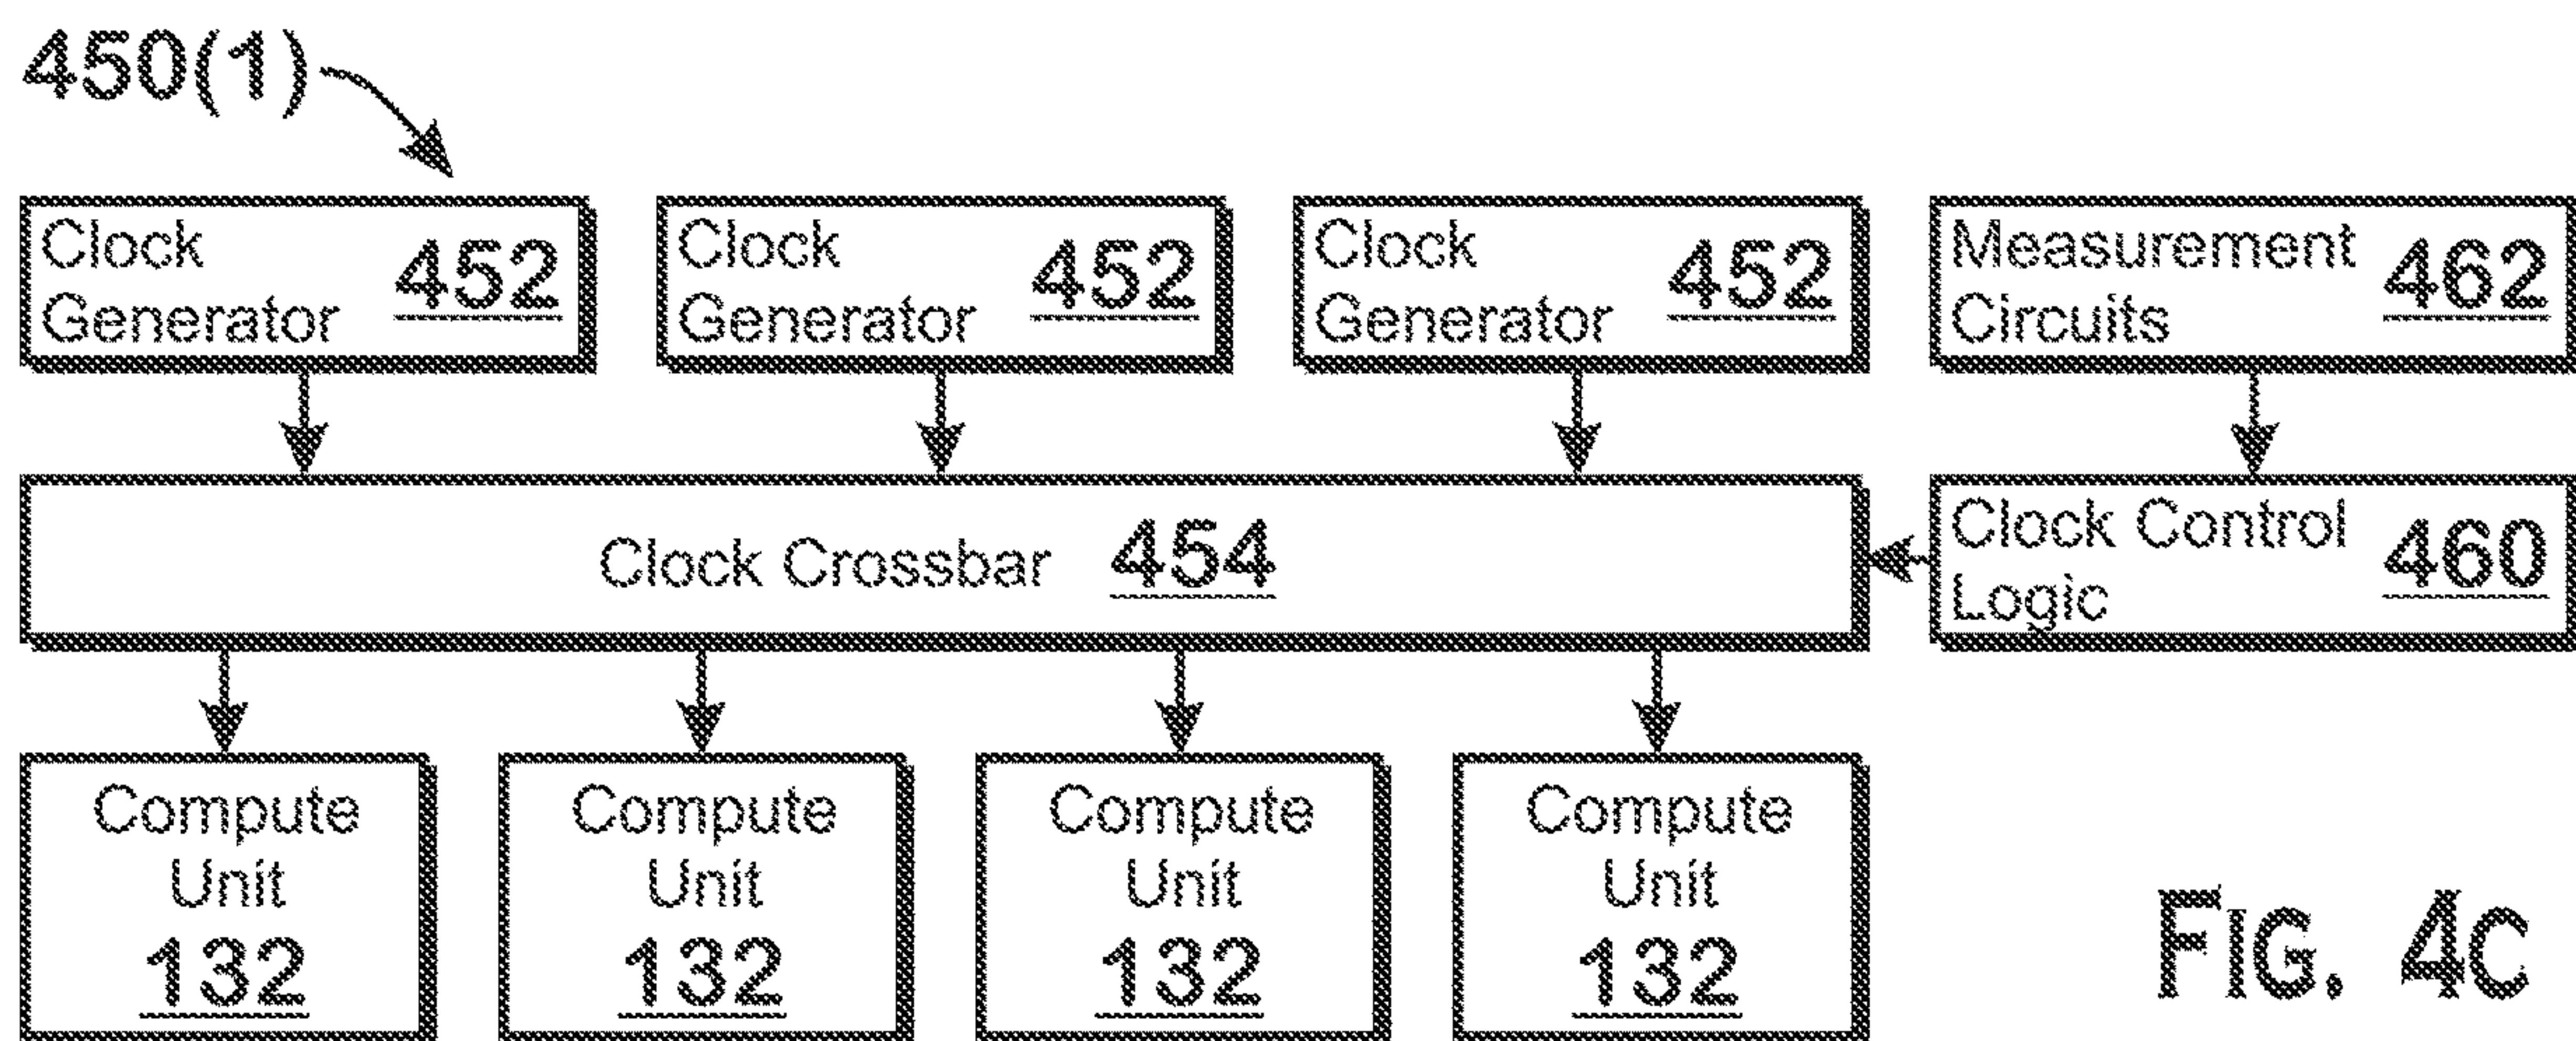 450(1)
Clock
Generator 452
Clock
Generator 452
Clock
Generator 452
Measurement
Circuits 462
Clock Crossbar 454
Clock Control
Logic 460
Compute
Unit
132
Compute
Unit
132
Compute
Unit
132
Compute
Unit
132
FIG. 4C